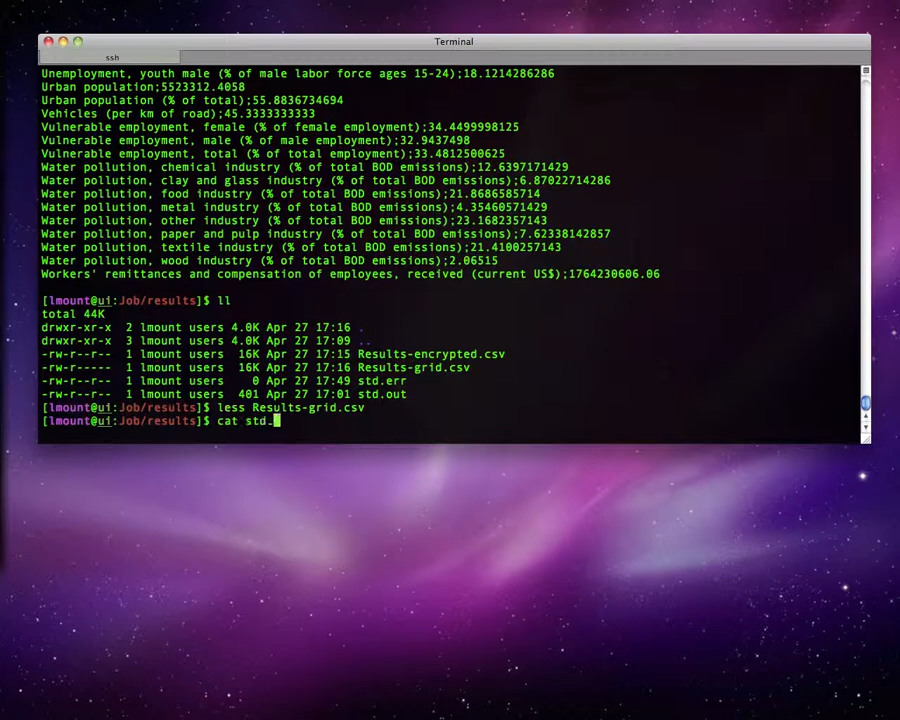 Terminal
ssh
Unemployment, youth male (% of male labor force ages 15-24);18.1214286286
Urban population;5523312.4058
Urban population (% of total);55.8836734694
Vehicles (per km of road);45.3333333333
Vulnerable employment, female (% of female employment);34.4499998125
Vulnerable employment, male (% of male employment);32.9437498
Vulnerable employment, total (% of total employment);33.4812500625
Water pollution, chemical industry (% of total BOD emissions);12.6397171429
Water pollution, clay and glass industry (% of total BOD emissions);6.87022714286
Water pollution, food industry (% of total BOD emissions);21.8686585714
Water pollution, metal industry (% of total BOD emissions);4.35460571429
Water pollution, other industry (% of total BOD emissions);23.1682357143
Water pollution, paper and pulp industry (% of total BOD emissions);7.62338142857
Water pollution, textile industry (% of total BOD emissions);21.4100257143
Water pollution, wood industry (% of total BOD emissions);2.06515
Workers' remittances and compensation of employees, received (current US$);1764230606.06
[lmount@ui:Job/results]$ ll
total 44K
drwxr-xr-x  2 lmount users 4.0K Apr 27 17:16 .
drwxr-xr-x  3 lmount users 4.0K Apr 27 17:09 ..
-rw-r--r--  1 lmount users  16K Apr 27 17:15 Results-encrypted.csv
-rw-r-----  1 lmount users  16K Apr 27 17:16 Results-grid.csv
-rw-r--r--  1 lmount users    0 Apr 27 17:49 std.err
-rw-r--r--  1 lmount users  401 Apr 27 17:01 std.out
[lmount@ui:Job/results]$ less Results-grid.csv
[lmount@ui:Job/results]$ cat std.